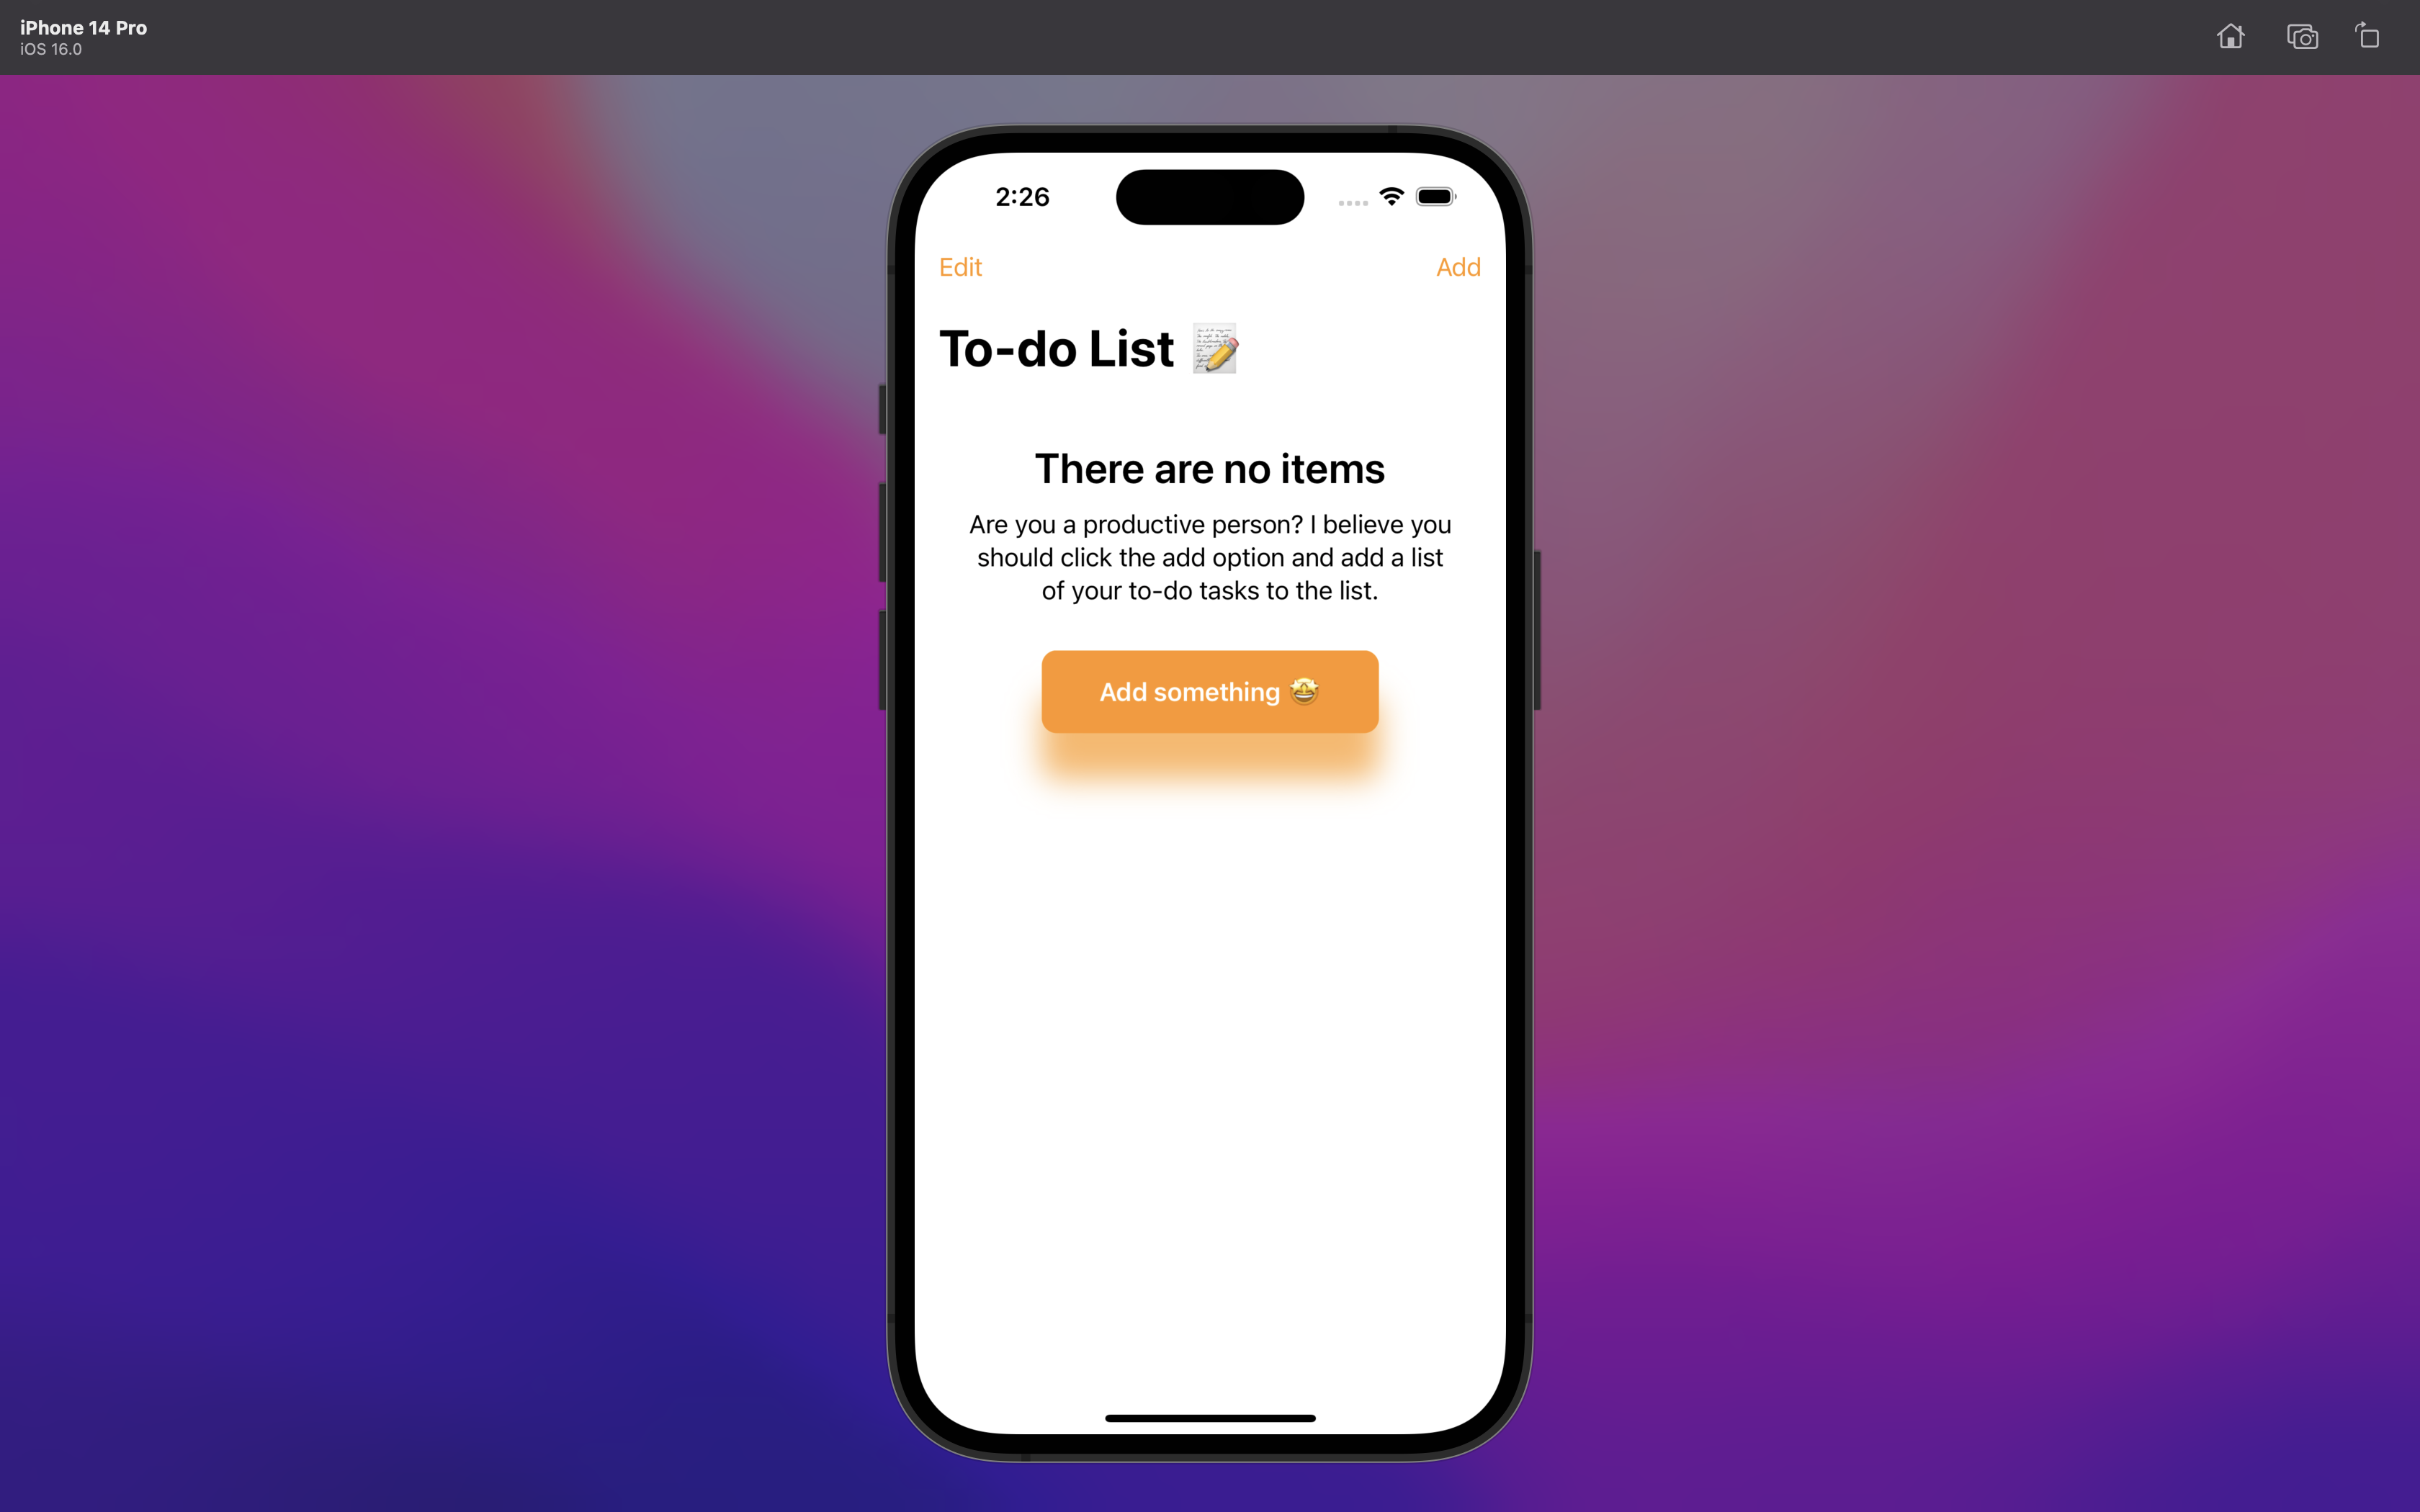 iPhone 14 Pro
iOS 16.0
2:26
Edit
Add
To-do List 📝
There are no items
Are you a productive person? I believe you
should click the add option and add a list
of your to-do tasks to the list.
Add something 🤩